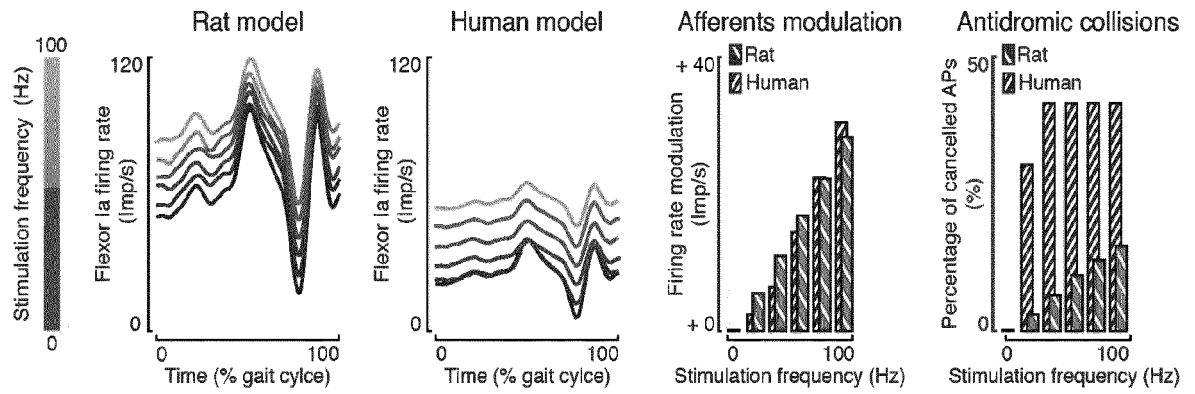 Rat model
Human model
Afferents modulation
Antidromic collisions
100
Stimulation frequency (Hz)
0
120
Flexor Ia firing rate
(Imp/s)
0
0
100
Time (% gait cylce)
120
Flexor Ia firing rate
(Imp/s)
0
0
100
Time (% gait cylce)
Rat
Human
+ 40
Firing rate modulation
(Imp/s)
+ 0
0
100
Stimulation frequency (Hz)
Rat
Human
50
Percentage of cancelled APs
(%)
0
0
100
Stimulation frequency (Hz)